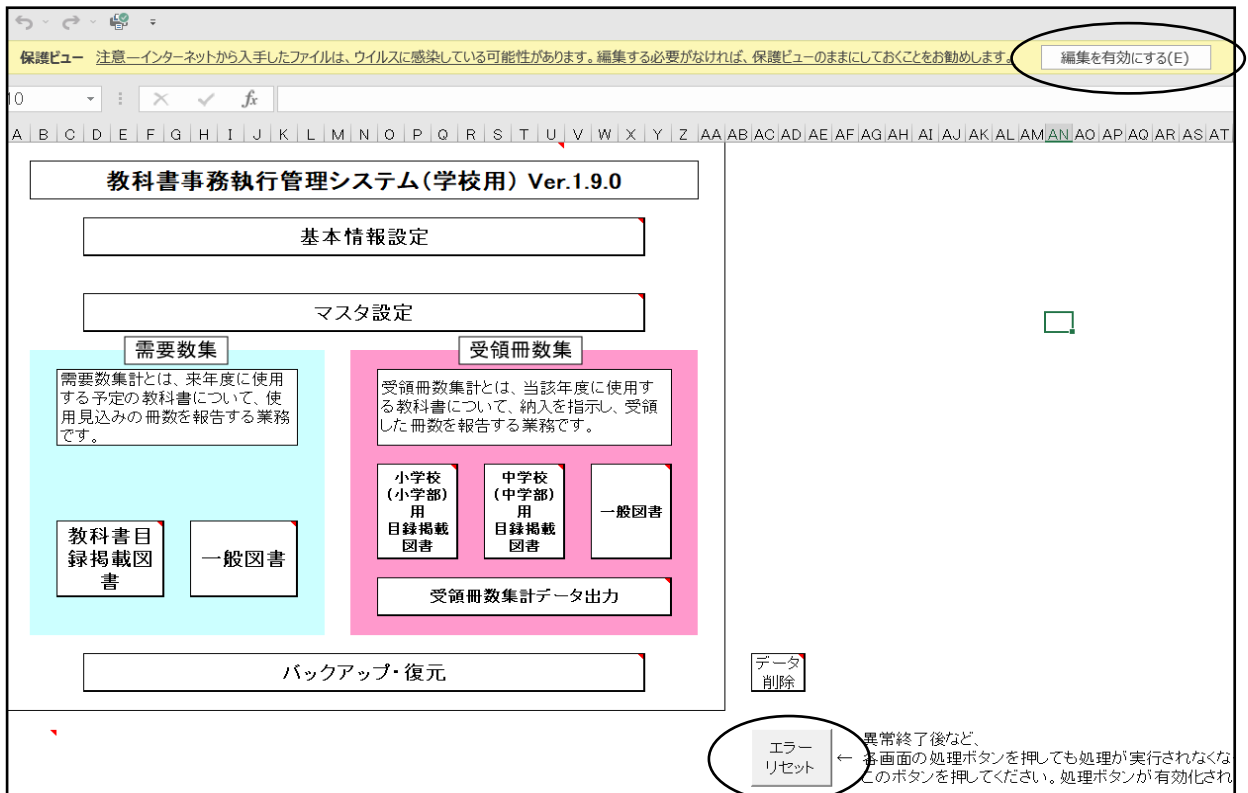 保護ビュー 注意―インターネットから入手したファイルは、ウイルスに感染している可能性があります。編集する必要がなければ、保護ビューのままにしておくことをお勧めします。 編集を有効にする(E)
10 fx
A B C D E F G H I J K L M N O P Q R S T U V W X Y Z AA AB AC AD AE AF AG AH AI AJ AK AL AM AN AO AP AQ AR AS AT
教科書事務執行管理システム(学校用) Ver.1.9.0
基本情報設定
マスタ設定
需要数集
需要数集計とは、来年度に使用
する予定の教科書について、使
用見込みの冊数を報告する業務
です。
教科書目
録掲載図
書
一般図書
受領冊数集
受領冊数集計とは、当該年度に使用す
る教科書について、納入を指示し、受領
した冊数を報告する業務です。
小学校
(小学部)
用
目録掲載
図書
中学校
(中学部)
用
目録掲載
図書
一般図書
受領冊数集計データ出力
バックアップ・復元
データ
削除
エラー
リセット
← 異常終了後など、
各画面の処理ボタンを押しても処理が実行されなくな
このボタンを押してください。処理ボタンが有効化され